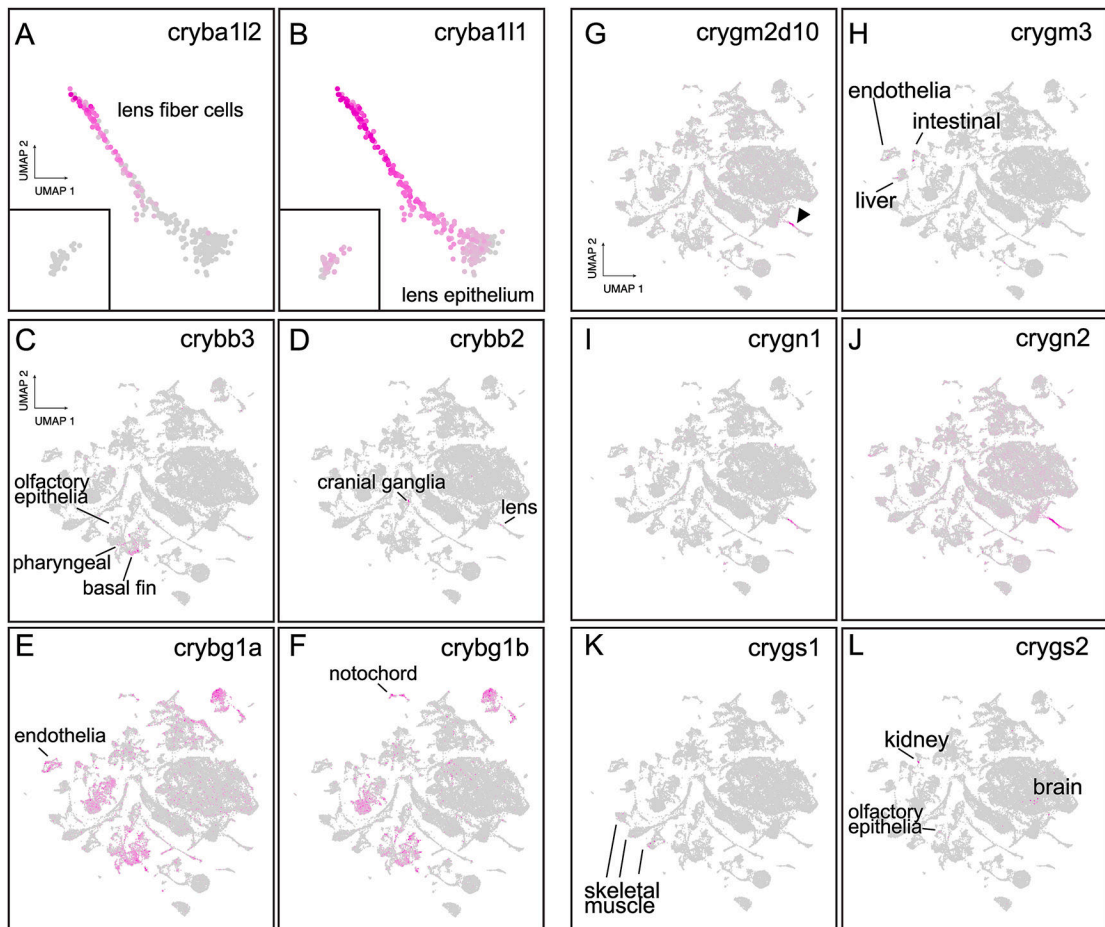 A
cryba1l2
lens fiber cells
UMAP 2
UMAP 1
B
cryba1l1
lens epithelium
C
crybb3
UMAP 2
UMAP 1
olfactory
epithelia
pharyngeal
basal fin
D
crybb2
cranial ganglia
lens
E
crybg1a
endothelia
F
crybg1b
notochord
G
crygm2d10
UMAP 2
UMAP 1
H
crygm3
endothelia
intestinal
liver
I
crygn1
J
crygn2
K
crygs1
skeletal
muscle
L
crygs2
kidney
brain
olfactory
epithelia